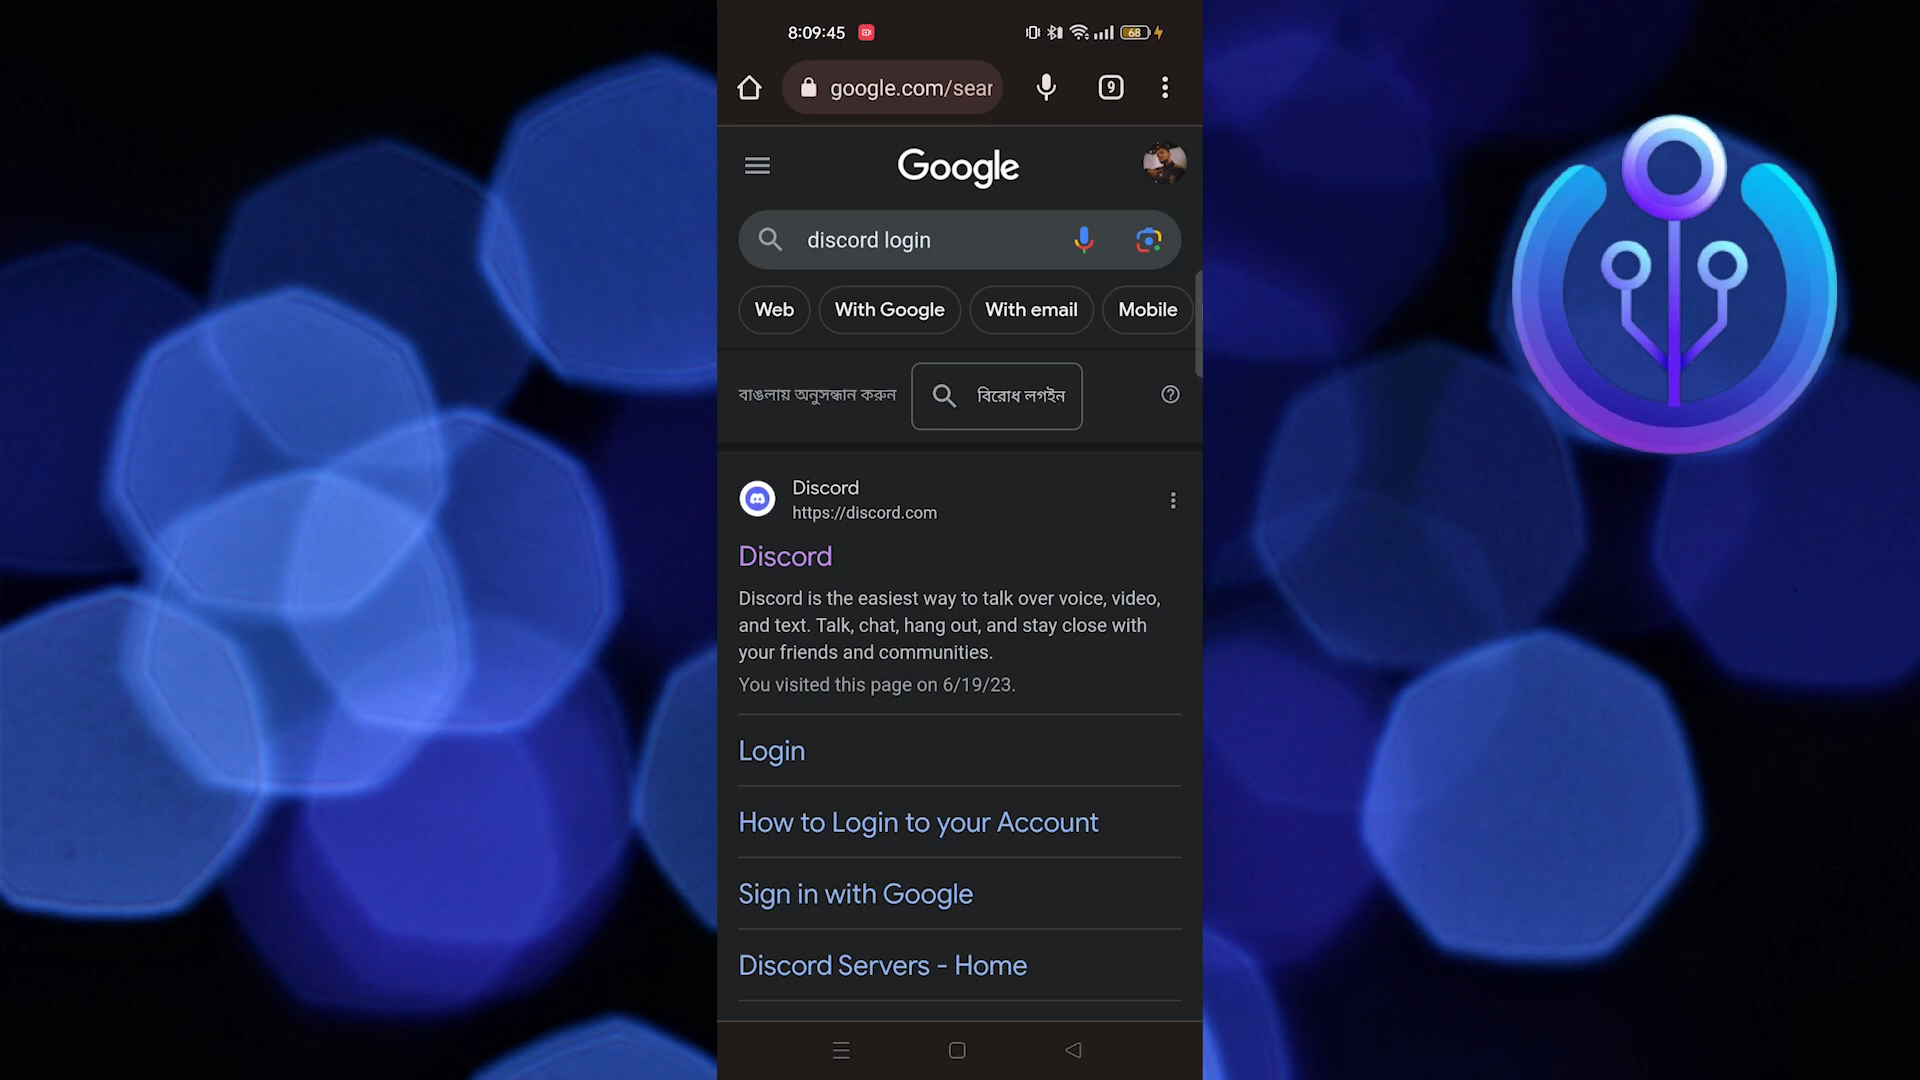 8:09:45
68
google.com/sear
9
Google
discord login
Web
With Google
With email
Mobile
বাঙলায় অনুসন্ধান করুন
বিরোধ লগইন
Discord
https://discord.com
Discord
Discord is the easiest way to talk over voice, video,
and text. Talk, chat, hang out, and stay close with
your friends and communities.
You visited this page on 6/19/23.
Login
How to Login to your Account
Sign in with Google
Discord Servers - Home